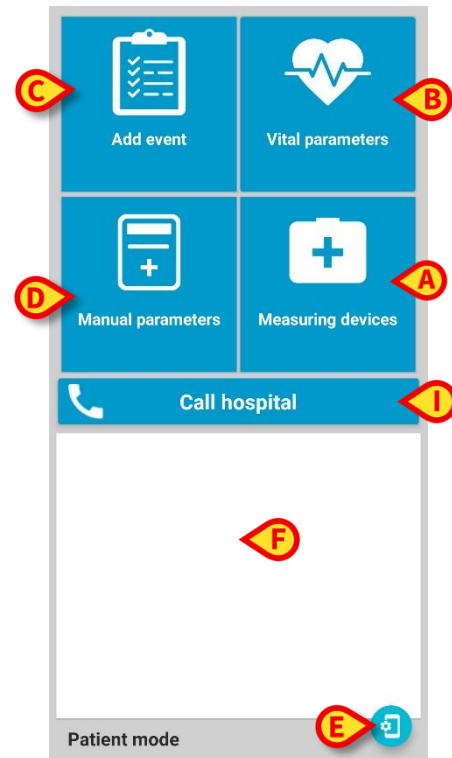 C
Add event
B
Vital parameters
D
Manual parameters
A
Measuring devices
Call hospital
I
F
Patient mode
E